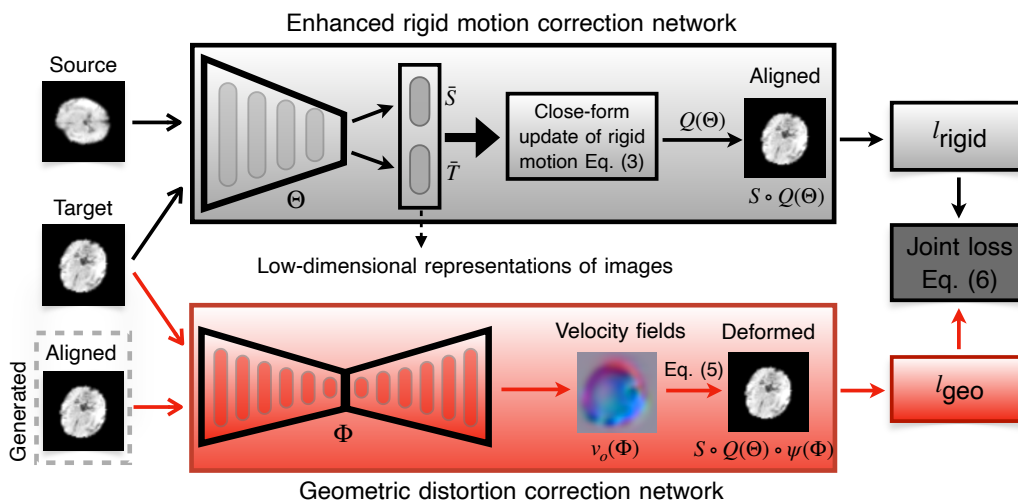 Enhanced rigid motion correction network
Source
Θ
S̄
T̄
Close-form
update of rigid
motion Eq. (3)
Q(Θ)
Aligned
S ∘ Q(Θ)
l_rigid
Target
Low-dimensional representations of images
Joint loss
Eq. (6)
Generated
Aligned
Φ
Velocity fields
v_o(Φ)
Eq. (5)
Deformed
S ∘ Q(Θ) ∘ ψ(Φ)
l_geo
Geometric distortion correction network